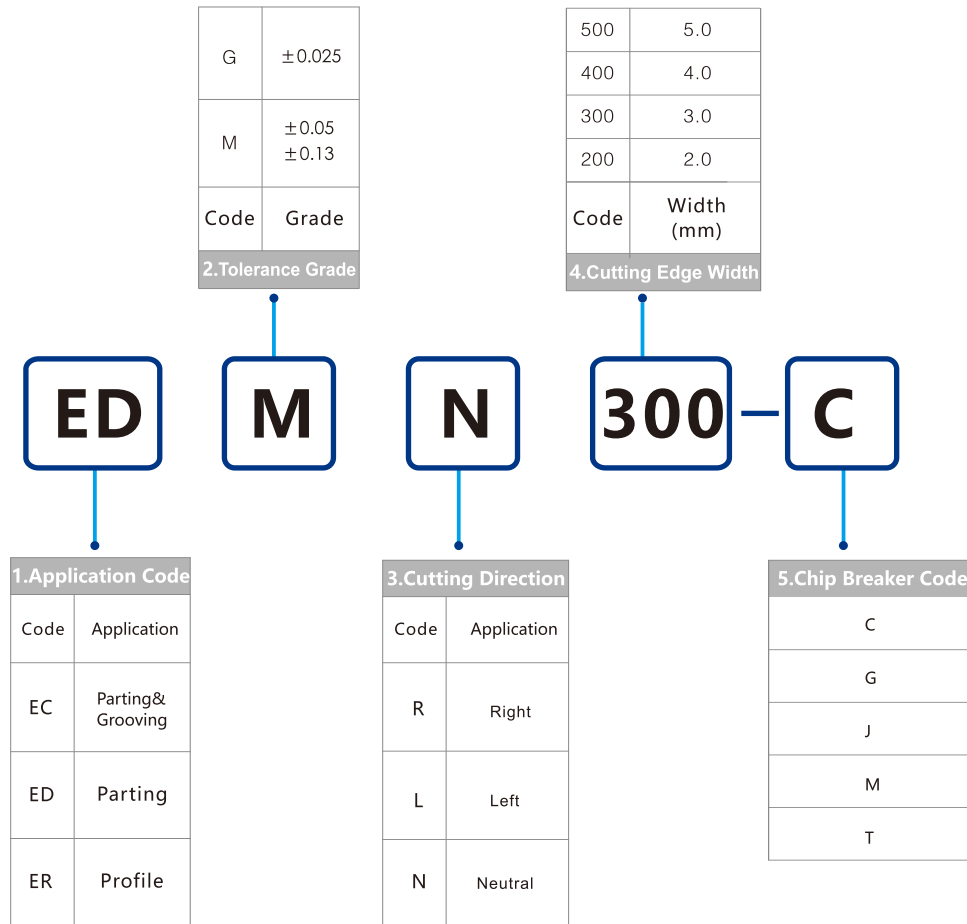 G ±0.025
M ±0.05
±0.13
Code Grade
2.Tolerance Grade
500 5.0
400 4.0
300 3.0
200 2.0
Code Width
(mm)
4.Cutting Edge Width
ED M N 300 — C
1.Application Code
Code Application
EC Parting&
Grooving
ED Parting
ER Profile
3.Cutting Direction
Code Application
R Right
L Left
N Neutral
5.Chip Breaker Code
C
G
J
M
T